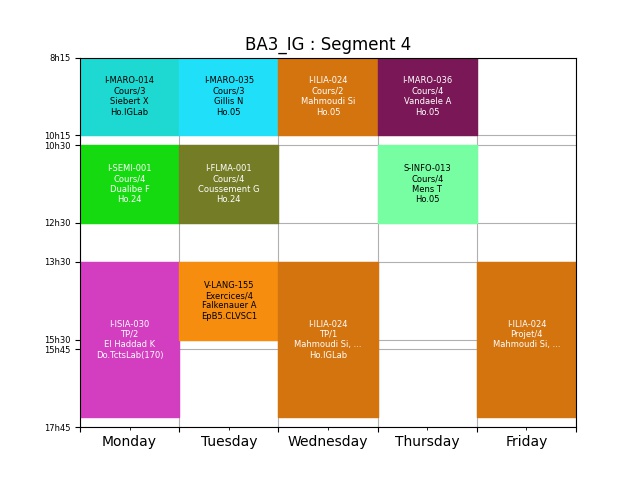 BA3_IG : Segment 4
8h15
I-MARO-014
Cours/3
Siebert X
Ho.IGLab
I-MARO-035
Cours/3
Gillis N
Ho.05
I-ILIA-024
Cours/2
Mahmoudi Si
Ho.05
I-MARO-036
Cours/4
Vandaele A
Ho.05
10h15
10h30
I-SEMI-001
Cours/4
Dualibe F
Ho.24
I-FLMA-001
Cours/4
Coussement G
Ho.24
S-INFO-013
Cours/4
Mens T
Ho.05
12h30
13h30
I-ISIA-030
TP/2
El Haddad K
Do.TctsLab(170)
V-LANG-155
Exercices/4
Falkenauer A
EpB5.CLVSC1
I-ILIA-024
TP/1
Mahmoudi Si, ...
Ho.IGLab
I-ILIA-024
Projet/4
Mahmoudi Si, ...
15h30
15h45
17h45
Monday
Tuesday
Wednesday
Thursday
Friday